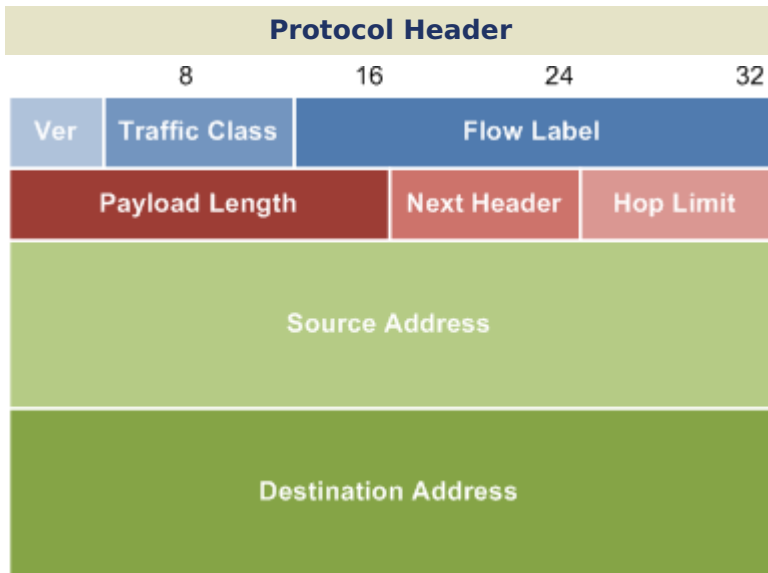 Protocol Header
8 16 24 32
Ver Traffic Class Flow Label
Payload Length Next Header Hop Limit
Source Address
Destination Address